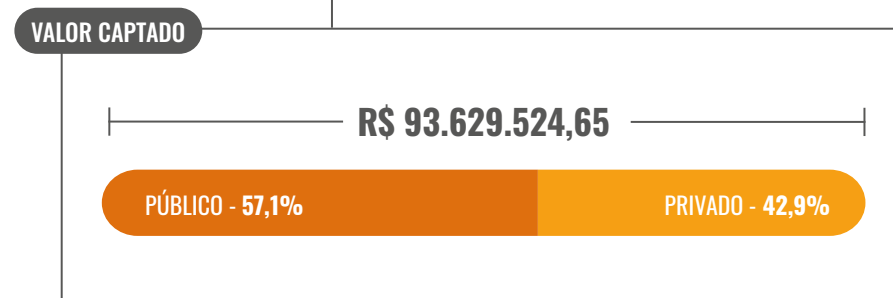 VALOR CAPTADO
R$ 93.629.524,65
PÚBLICO - 57,1%
PRIVADO - 42,9%